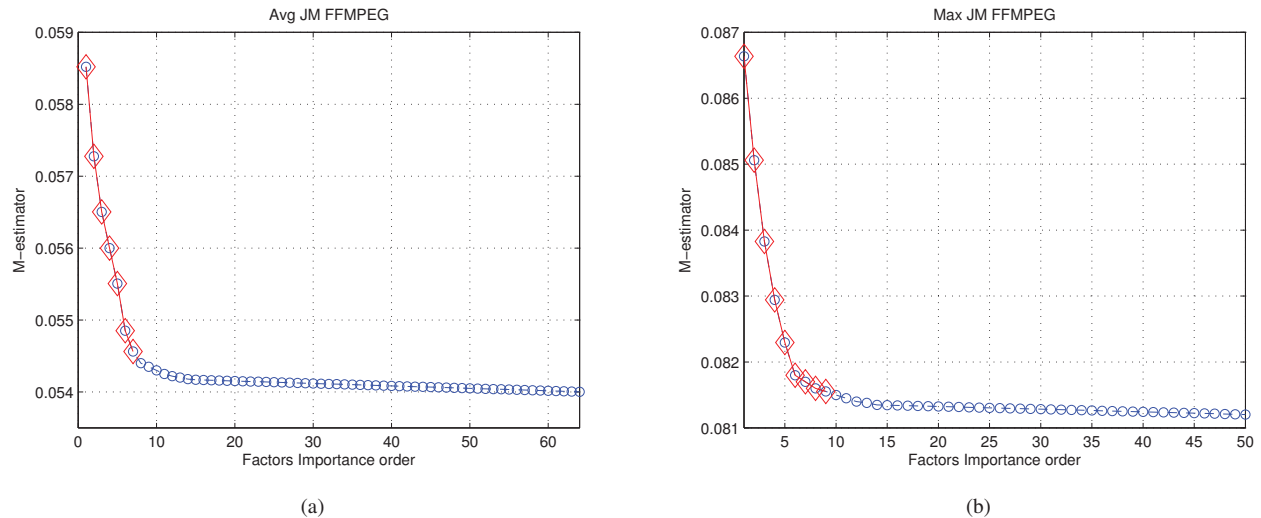 Avg JM FFMPEG
0.059
0.058
0.057
0.056
0.055
0.054
M−estimator
0 10 20 30 40 50 60
Factors Importance order
(a)
Max JM FFMPEG
0.087
0.086
0.085
0.084
0.083
0.082
0.081
M−estimator
5 10 15 20 25 30 35 40 45 50
Factors Importance order
(b)